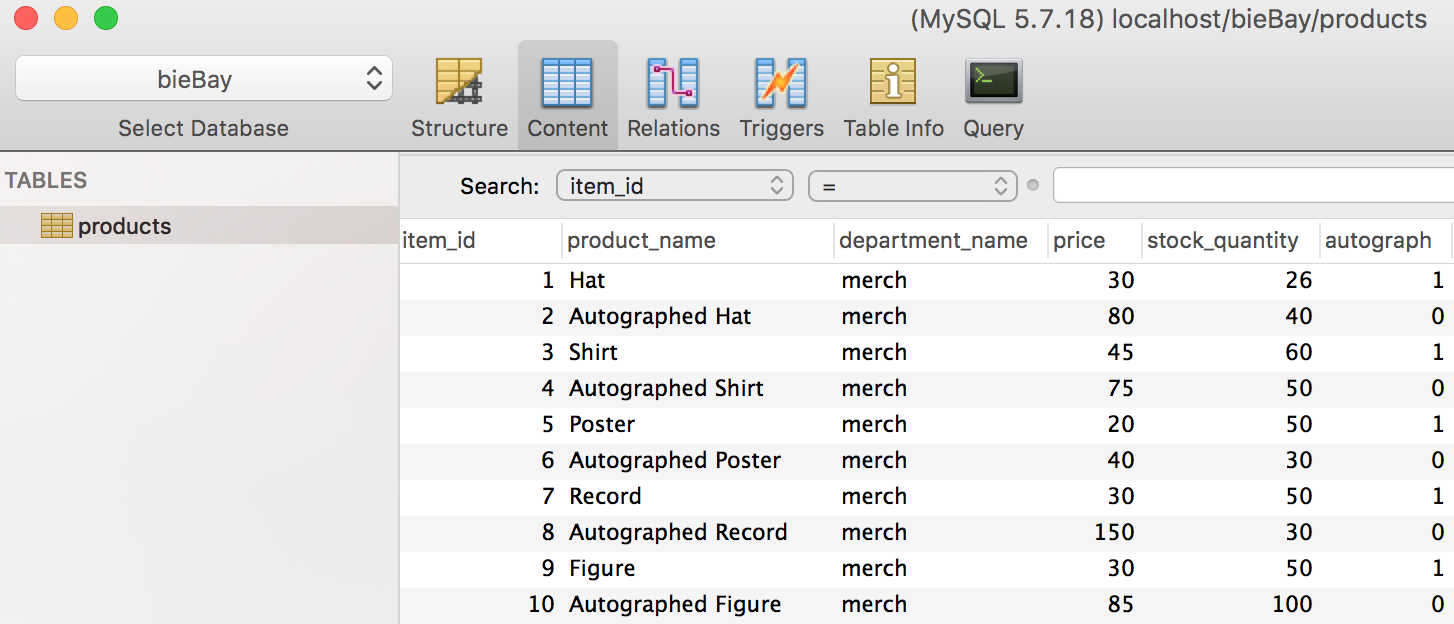 (MySQL 5.7.18) localhost/bieBay/products
bieBay
Select Database
Structure Content Relations Triggers Table Info Query
TABLES
products
Search: item_id =
item_id product_name department_name price stock_quantity autograph
1 Hat merch 30 26 1
2 Autographed Hat merch 80 40 0
3 Shirt merch 45 60 1
4 Autographed Shirt merch 75 50 0
5 Poster merch 20 50 1
6 Autographed Poster merch 40 30 0
7 Record merch 30 50 1
8 Autographed Record merch 150 30 0
9 Figure merch 30 50 1
10 Autographed Figure merch 85 100 0